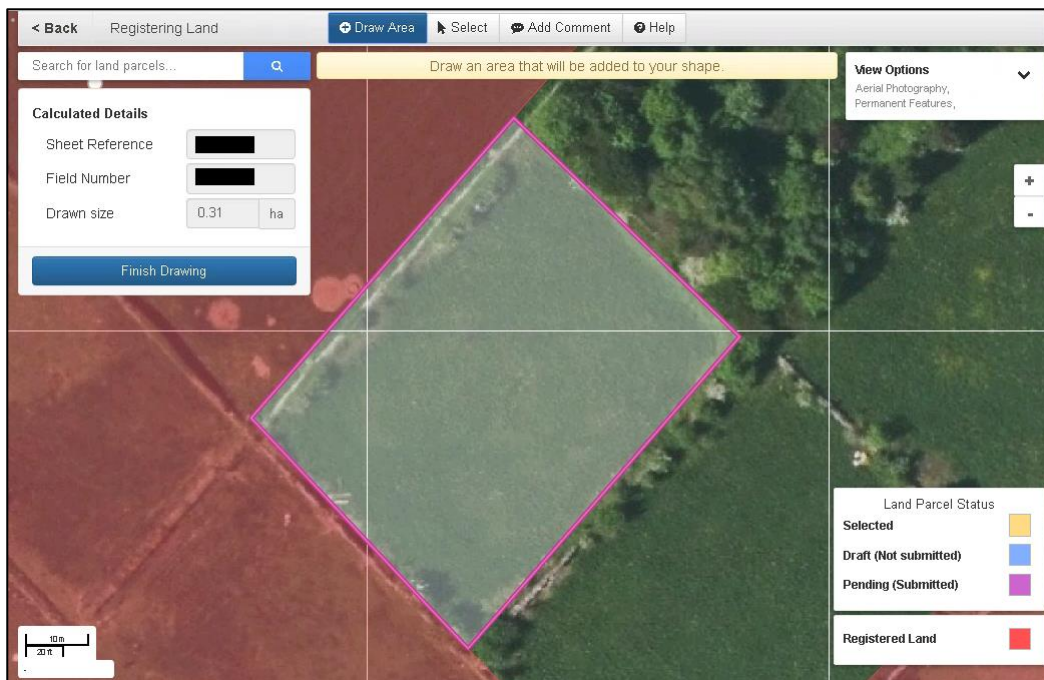 < Back Registering Land Draw Area Select Add Comment Help
Search for land parcels...
Draw an area that will be added to your shape.
View Options
Aerial Photography,
Permanent Features,
Calculated Details
Sheet Reference
Field Number
Drawn size 0.31 ha
Finish Drawing
+
-
Land Parcel Status
Selected
Draft (Not submitted)
Pending (Submitted)
Registered Land
10m
20 ft